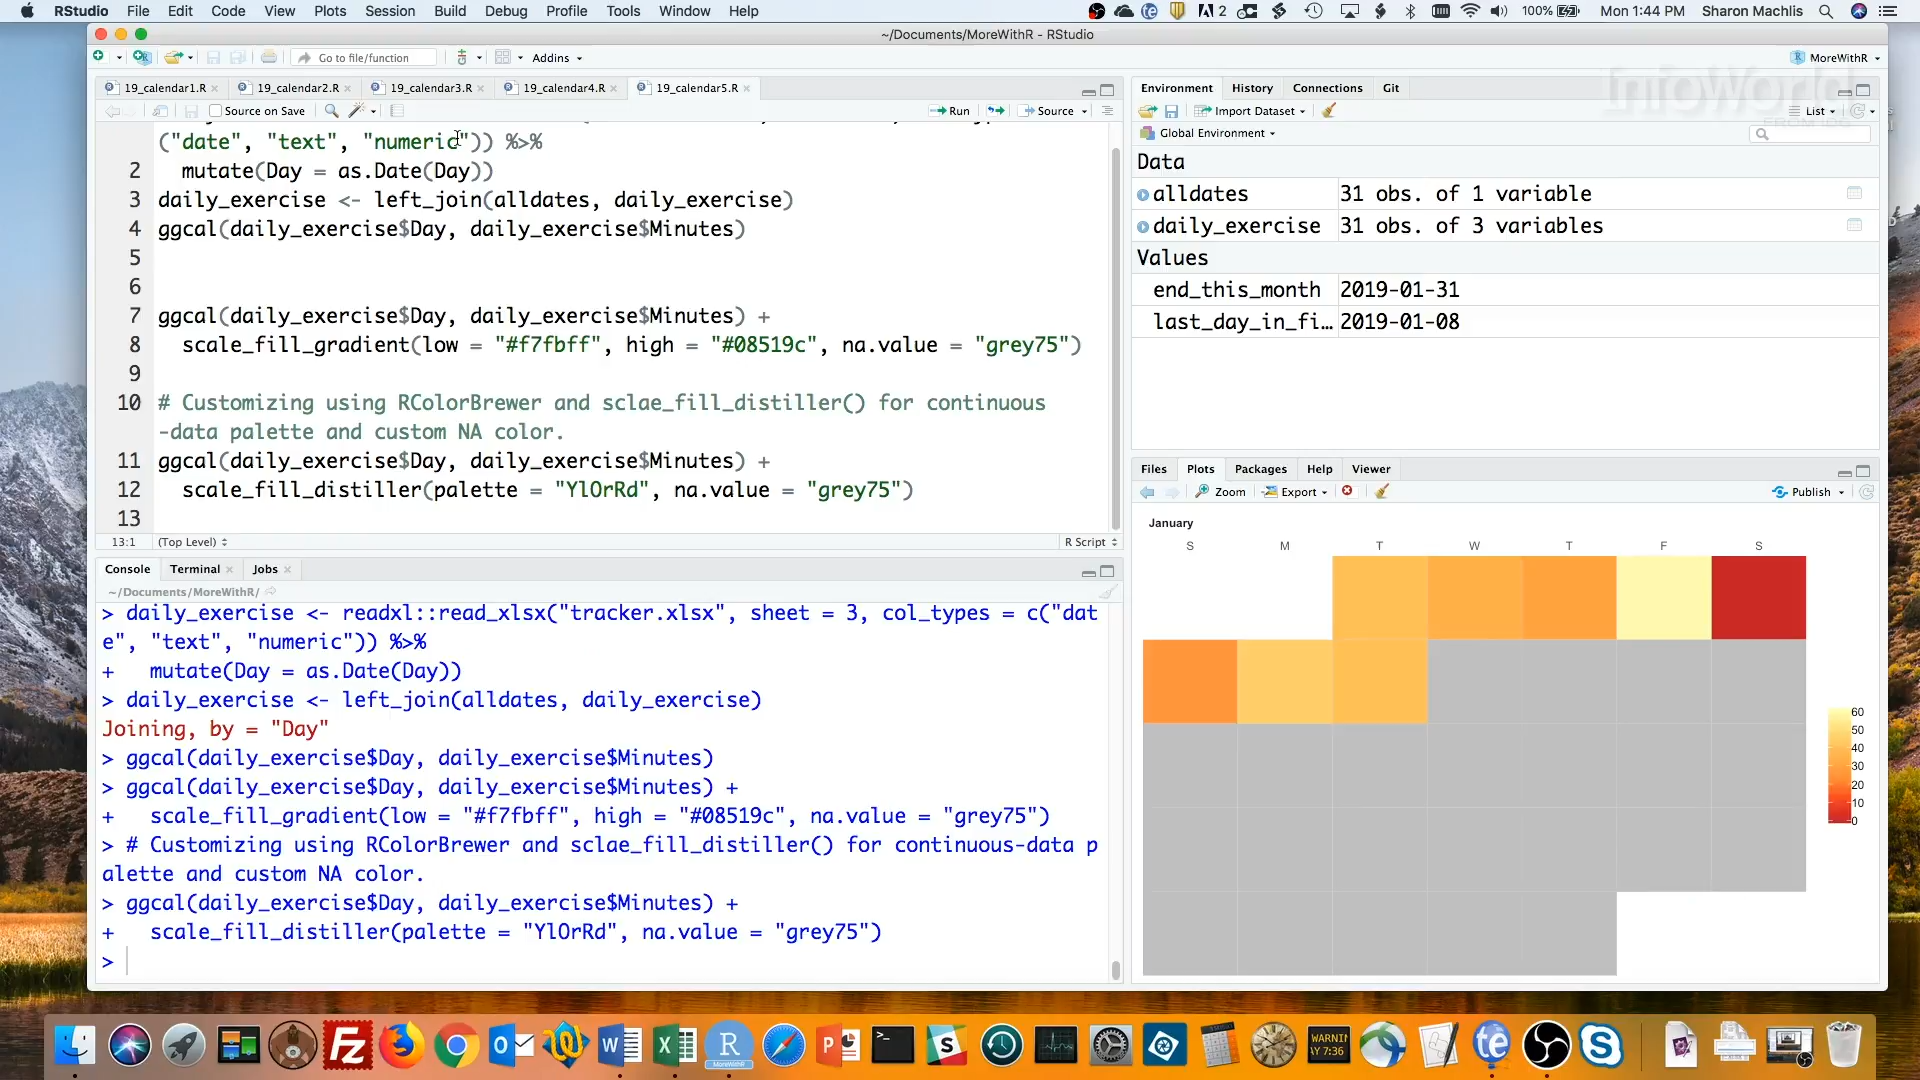 RStudio File Edit Code View Plots Session Build Debug Profile Tools Window Help
2 100% Mon 1:44 PM Sharon Machlis
~/Documents/MoreWithR - RStudio
Go to file/function Addins MoreWithR
InfoWorld
FROM IDG
19_calendar1.R 19_calendar2.R 19_calendar3.R 19_calendar4.R 19_calendar5.R
Source on Save Run Source
("date", "text", "numeric")) %>%
2 mutate(Day = as.Date(Day))
3 daily_exercise <- left_join(alldates, daily_exercise)
4 ggcal(daily_exercise$Day, daily_exercise$Minutes)
5
6
7 ggcal(daily_exercise$Day, daily_exercise$Minutes) +
8 scale_fill_gradient(low = "#f7fbff", high = "#08519c", na.value = "grey75")
9
10 # Customizing using RColorBrewer and sclae_fill_distiller() for continuous
-data palette and custom NA color.
11 ggcal(daily_exercise$Day, daily_exercise$Minutes) +
12 scale_fill_distiller(palette = "YlOrRd", na.value = "grey75")
13
13:1 (Top Level) R Script
Console Terminal Jobs
~/Documents/MoreWithR/
> daily_exercise <- readxl::read_xlsx("tracker.xlsx", sheet = 3, col_types = c("dat
e", "text", "numeric")) %>%
+ mutate(Day = as.Date(Day))
> daily_exercise <- left_join(alldates, daily_exercise)
Joining, by = "Day"
> ggcal(daily_exercise$Day, daily_exercise$Minutes)
> ggcal(daily_exercise$Day, daily_exercise$Minutes) +
+ scale_fill_gradient(low = "#f7fbff", high = "#08519c", na.value = "grey75")
> # Customizing using RColorBrewer and sclae_fill_distiller() for continuous-data p
alette and custom NA color.
> ggcal(daily_exercise$Day, daily_exercise$Minutes) +
+ scale_fill_distiller(palette = "YlOrRd", na.value = "grey75")
>
Environment History Connections Git
Import Dataset List
Global Environment
Data
alldates 31 obs. of 1 variable
daily_exercise 31 obs. of 3 variables
Values
end_this_month 2019-01-31
last_day_in_fi… 2019-01-08
Files Plots Packages Help Viewer
Zoom Export Publish
January
S M T W T F S
60
50
40
30
20
10
0
WARNIN
AY 7:36